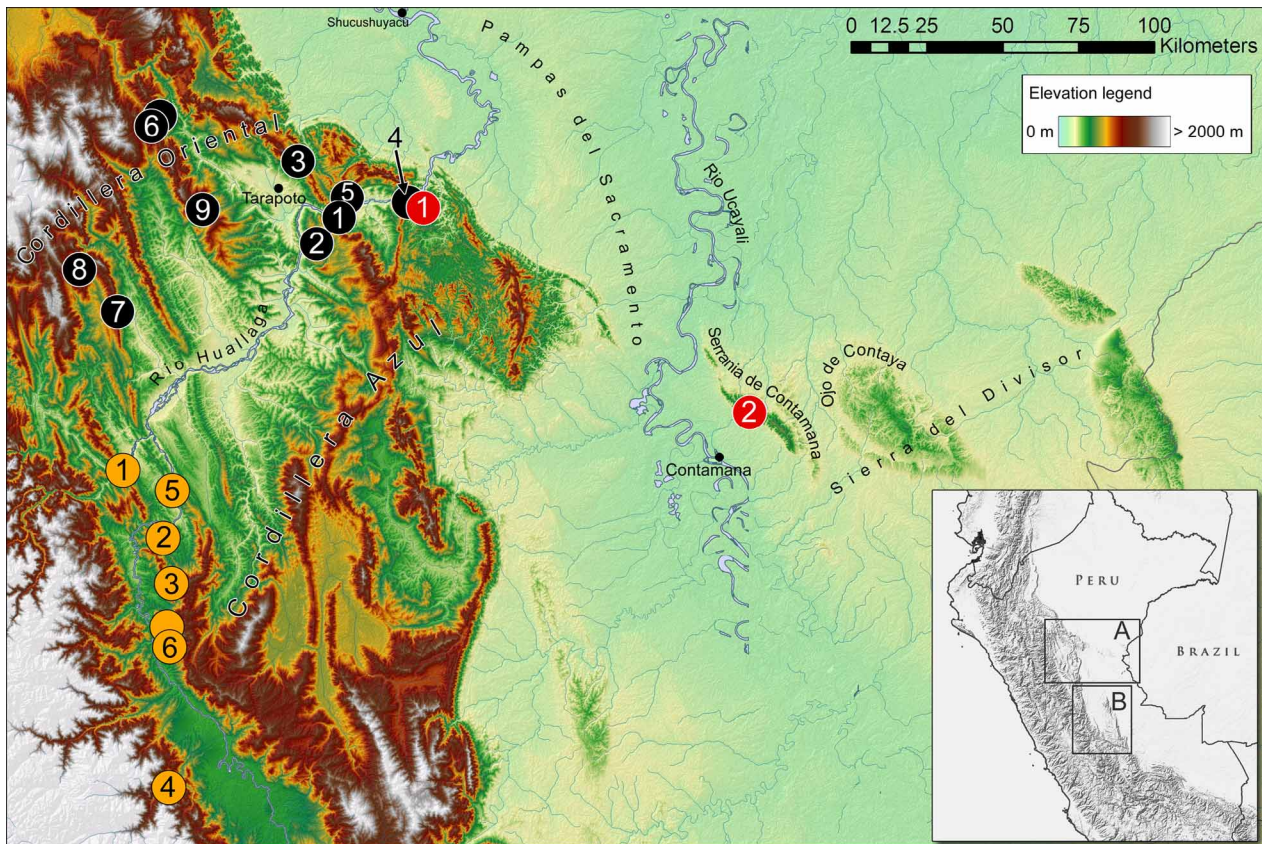 Shucushuyacu
Pampas del Sacramento
0 12.5 25 50 75 100
Kilometers
Elevation legend
0 m > 2000 m
6
Cordillera Oriental
3
4
Tarapoto
5
1
1
9
2
8
7
Rio Ucayali
Río Huallaga
Cordillera Azul
Serrania de Contamana
Ojo de Contaya
Sierra del Divisor
2
Contamana
1
5
2
3
6
4
PERU
A
BRAZIL
B